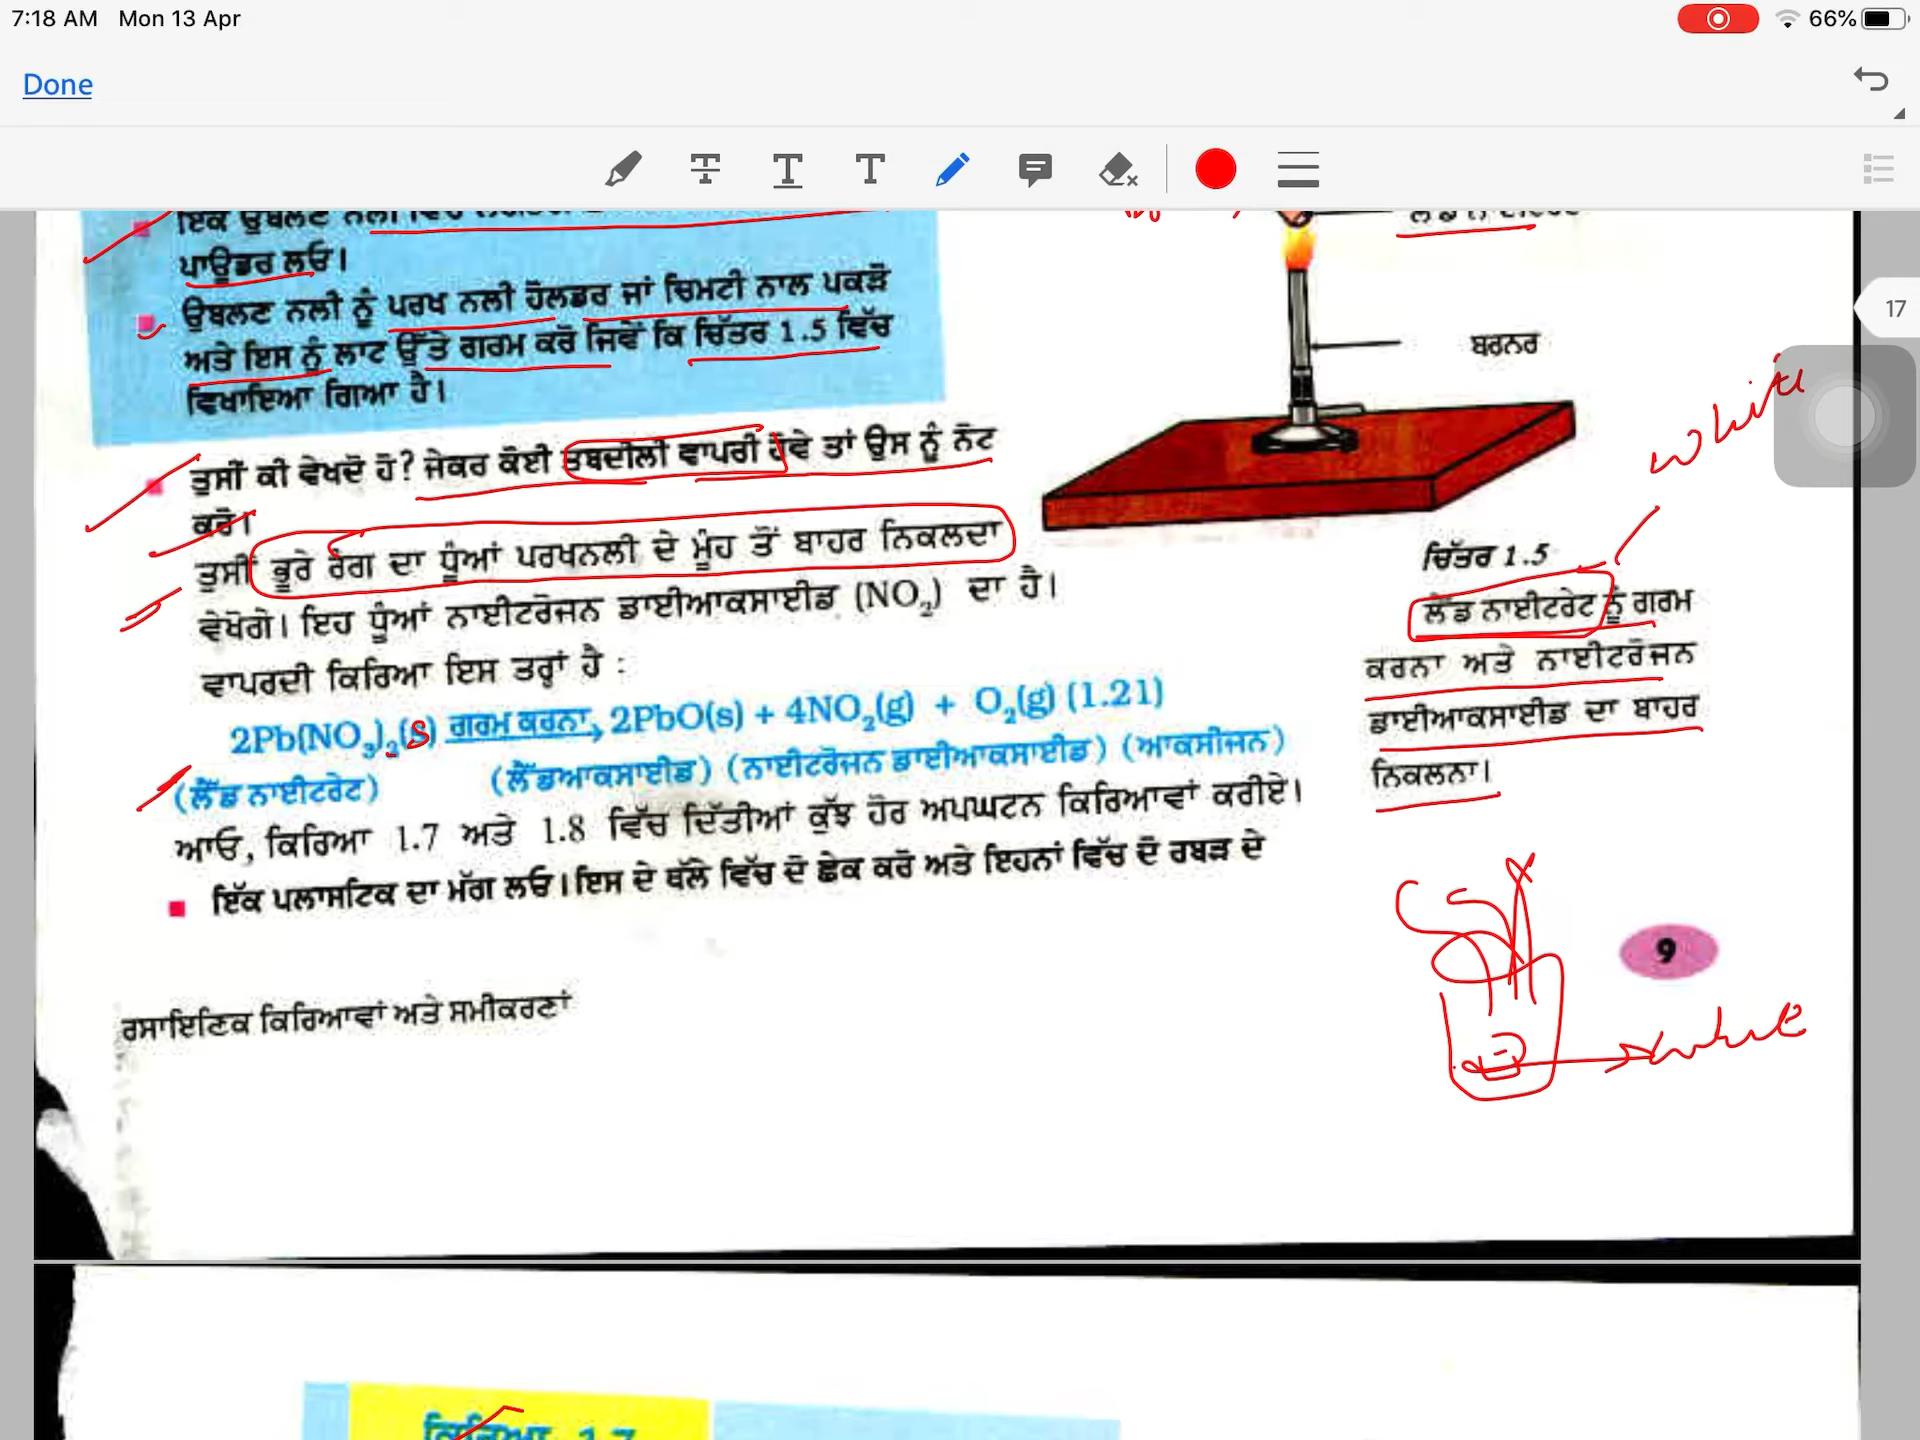 7:18 AM Mon 13 Apr
66%
Done
17
ਪਾਊਡਰ ਲਓ।
ਉਬਲਣ ਨਲੀ ਨੂੰ ਪਰਖ ਨਲੀ ਹੋਲਡਰ ਜਾਂ ਚਿਮਟੀ ਨਾਲ ਪਕੜੋ
ਅਤੇ ਇਸ ਨੂੰ ਲਾਟ ਉੱਤੇ ਗਰਮ ਕਰੋ ਜਿਵੇਂ ਕਿ ਚਿੱਤਰ 1.5 ਵਿੱਚ
ਵਿਖਾਇਆ ਗਿਆ ਹੈ।
ਤੁਸੀਂ ਕੀ ਵੇਖਦੇ ਹੋ? ਜੇਕਰ ਕੋਈ ਤਬਦੀਲੀ ਵਾਪਰੀ ਹੋਵੇ ਤਾਂ ਉਸ ਨੂੰ ਨੋਟ
ਕਰੋ।
ਤੁਸੀਂ ਭੂਰੇ ਰੰਗ ਦਾ ਧੂੰਆਂ ਪਰਖਨਲੀ ਦੇ ਮੂੰਹ ਤੋਂ ਬਾਹਰ ਨਿਕਲਦਾ
ਵੇਖੋਗੇ। ਇਹ ਧੂੰਆਂ ਨਾਈਟਰੋਜਨ ਡਾਈਆਕਸਾਈਡ (NO₂) ਦਾ ਹੈ।
ਵਾਪਰਦੀ ਕਿਰਿਆ ਇਸ ਤਰ੍ਹਾਂ ਹੈ :
2Pb(NO₃)₂(s) ਗਰਮ ਕਰਨਾ 2PbO(s) + 4NO₂(g) + O₂(g) (1.21)
(ਲੈੱਡ ਨਾਈਟਰੇਟ) (ਲੈੱਡਆਕਸਾਈਡ) (ਨਾਈਟਰੋਜਨ ਡਾਈਆਕਸਾਈਡ) (ਆਕਸੀਜਨ)
ਆਓ, ਕਿਰਿਆ 1.7 ਅਤੇ 1.8 ਵਿੱਚ ਦਿੱਤੀਆਂ ਕੁੱਝ ਹੋਰ ਅਪਘਟਨ ਕਿਰਿਆਵਾਂ ਕਰੀਏ।
ਇੱਕ ਪਲਾਸਟਿਕ ਦਾ ਮੱਗ ਲਓ। ਇਸ ਦੇ ਥੱਲੇ ਵਿੱਚ ਦੋ ਛੇਕ ਕਰੋ ਅਤੇ ਇਹਨਾਂ ਵਿੱਚ ਦੋ ਰਬੜ ਦੇ
ਬਰਨਰ
white
ਚਿੱਤਰ 1.5
ਲੈੱਡ ਨਾਈਟਰੇਟ ਨੂੰ ਗਰਮ
ਕਰਨਾ ਅਤੇ ਨਾਈਟਰੋਜਨ
ਡਾਈਆਕਸਾਈਡ ਦਾ ਬਾਹਰ
ਨਿਕਲਨਾ।
9
ਰਸਾਇਣਿਕ ਕਿਰਿਆਵਾਂ ਅਤੇ ਸਮੀਕਰਣਾਂ
ਕਿਰਿਆ 1.7